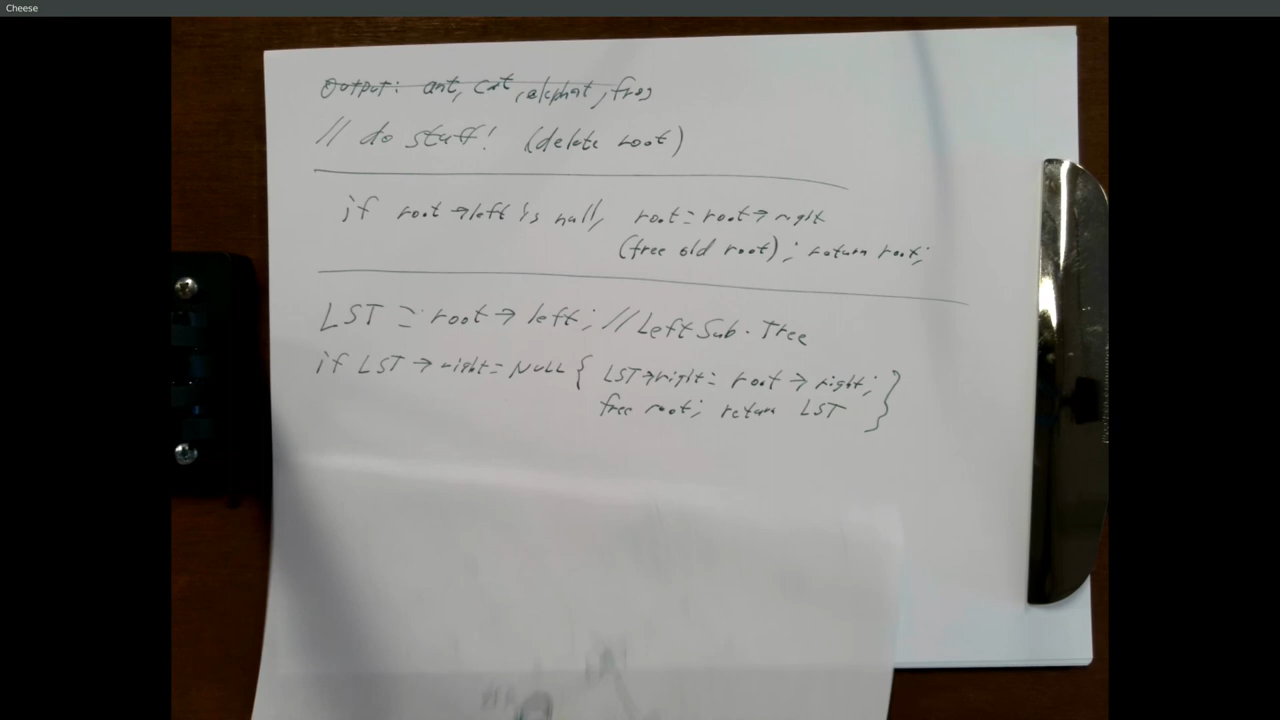 Cheese
Output: ant, cat, elephant, frog
// do stuff! (delete root)
if root → left is null, root = root → right
(free old root); return root;
LST = root → left; // Left Sub-Tree
if LST → right = NULL { LST → right = root → right;
free root; return LST }